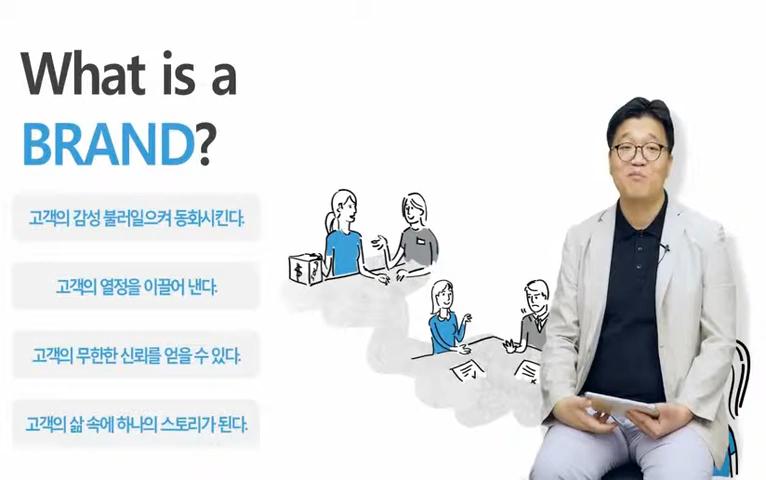 What is a
BRAND?
고객의 감성 불러일으켜 동화시킨다.
고객의 열정을 이끌어 낸다.
고객의 무한한 신뢰를 얻을 수 있다.
고객의 삶 속에 하나의 스토리가 된다.